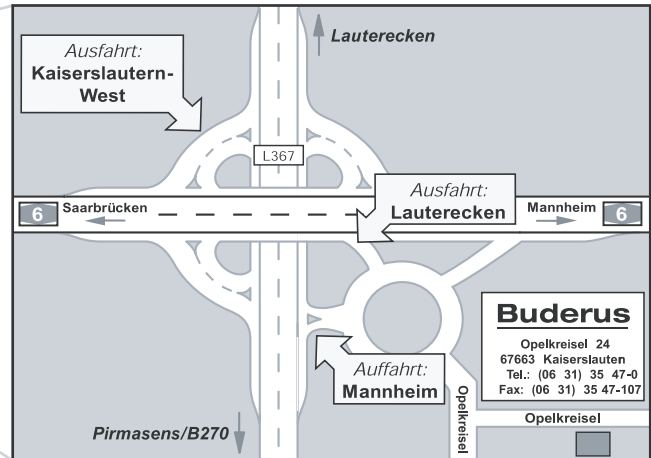 Lauterecken
Ausfahrt:
Kaiserslautern-
West
L367
Ausfahrt:
Lauterecken
6
Saarbrücken
Mannheim
6
Buderus
Opelkreisel 24
67663 Kaiserslauten
Tel.: (06 31) 35 47-0
Fax: (06 31) 35 47-107
Auffahrt:
Mannheim
Opelkreisel
Opelkreisel
Pirmasens/B270